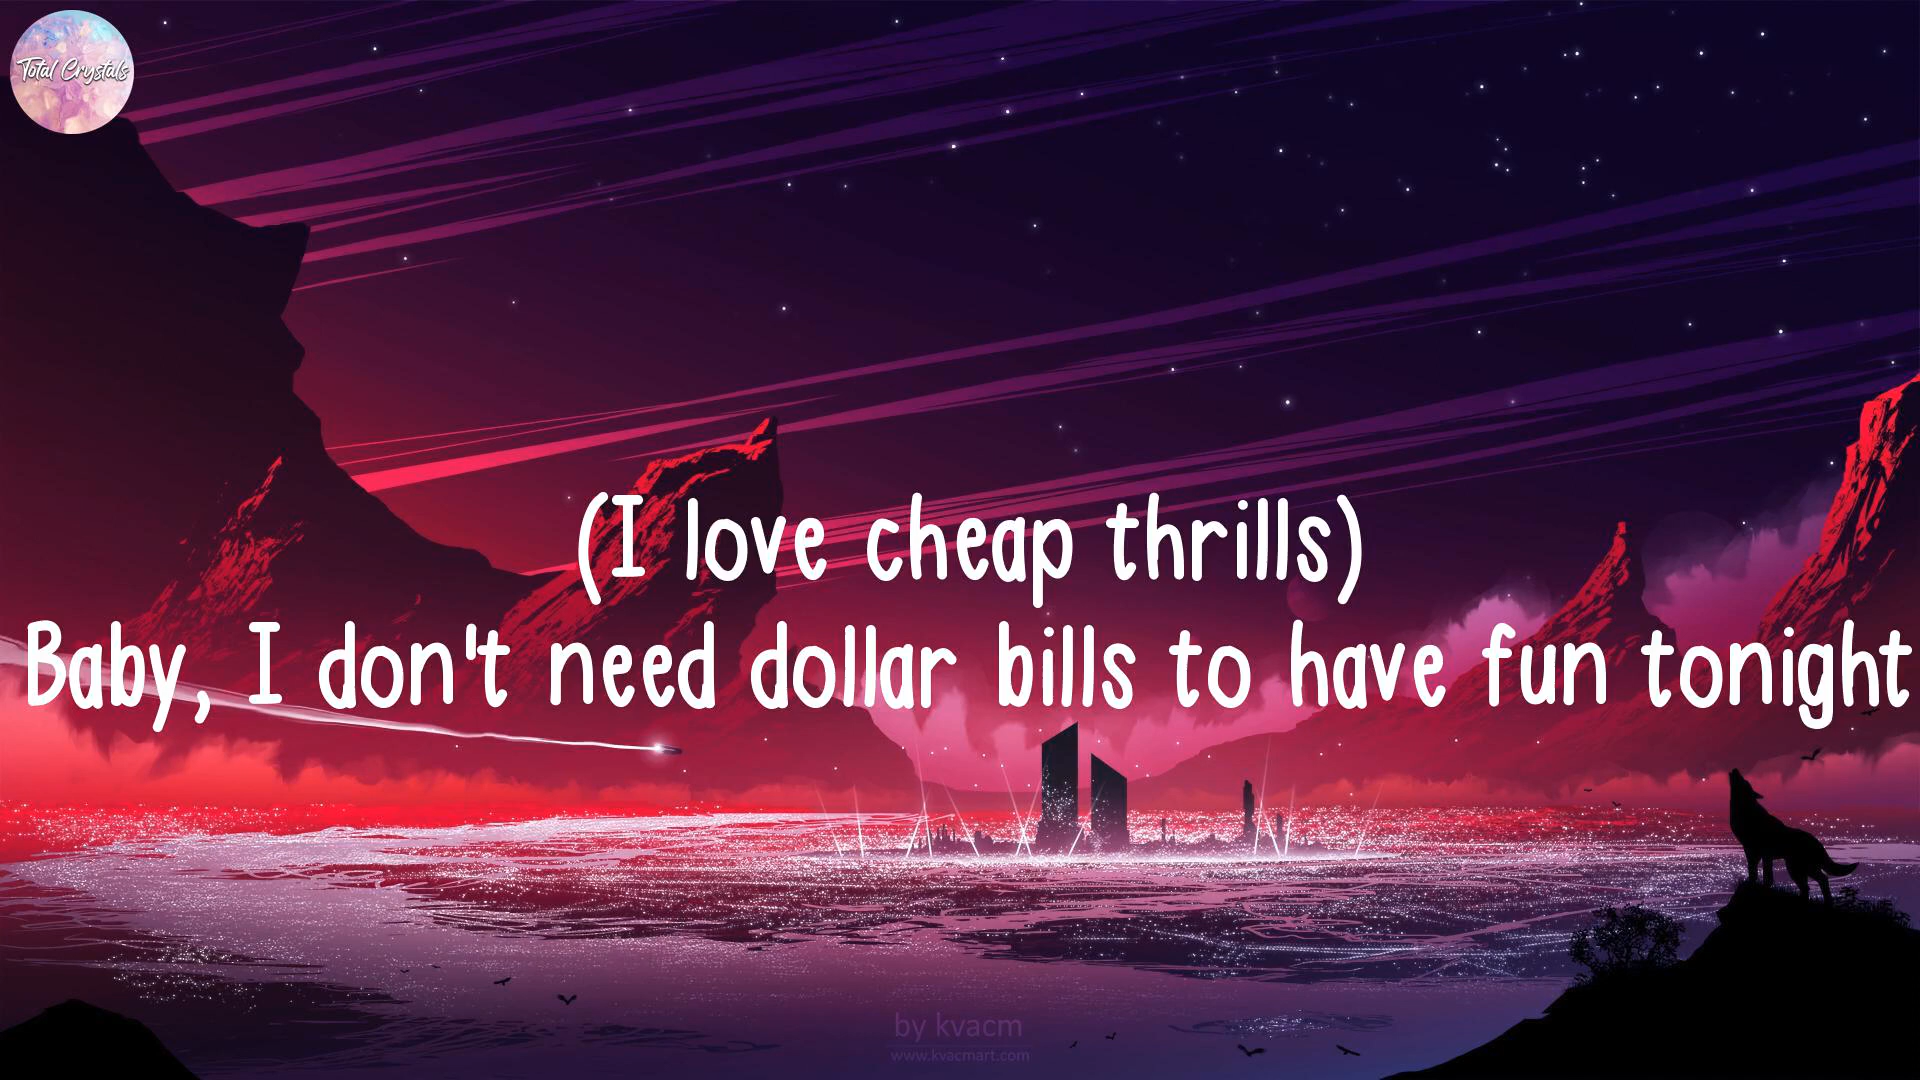 Total Crystals
(I love cheap thrills)
Baby, I don't need dollar bills to have fun tonight
by kvacm
www.kvacmart.com